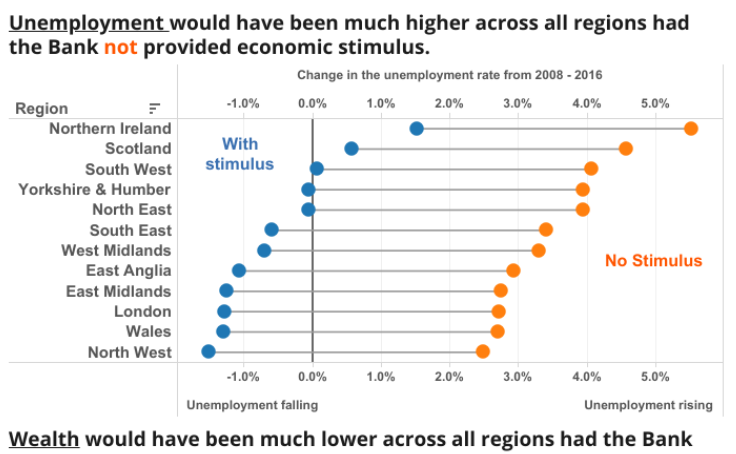 Unemployment would have been much higher across all regions had
the Bank not provided economic stimulus.
Change in the unemployment rate from 2008 - 2016
Region
-1.0% 0.0% 1.0% 2.0% 3.0% 4.0% 5.0%
Northern Ireland
Scotland
South West
Yorkshire & Humber
North East
South East
West Midlands
East Anglia
East Midlands
London
Wales
North West
With
stimulus
No Stimulus
-1.0% 0.0% 1.0% 2.0% 3.0% 4.0% 5.0%
Unemployment falling
Unemployment rising
Wealth would have been much lower across all regions had the Bank